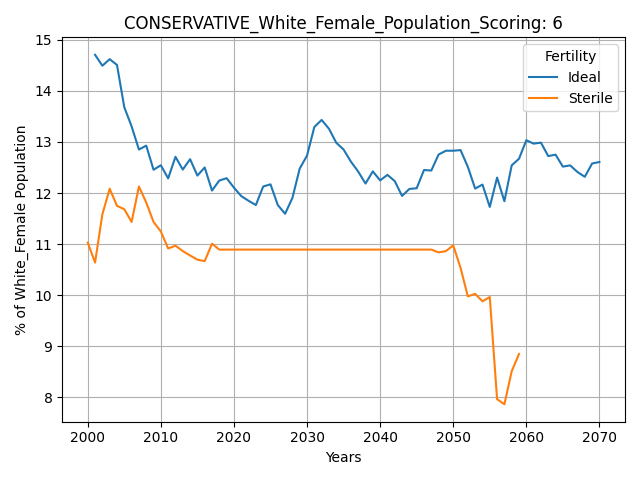 CONSERVATIVE_White_Female_Population_Scoring: 6
% of White_Female Population
15
14
13
12
11
10
9
8
Fertility
Ideal
Sterile
2000 2010 2020 2030 2040 2050 2060 2070
Years